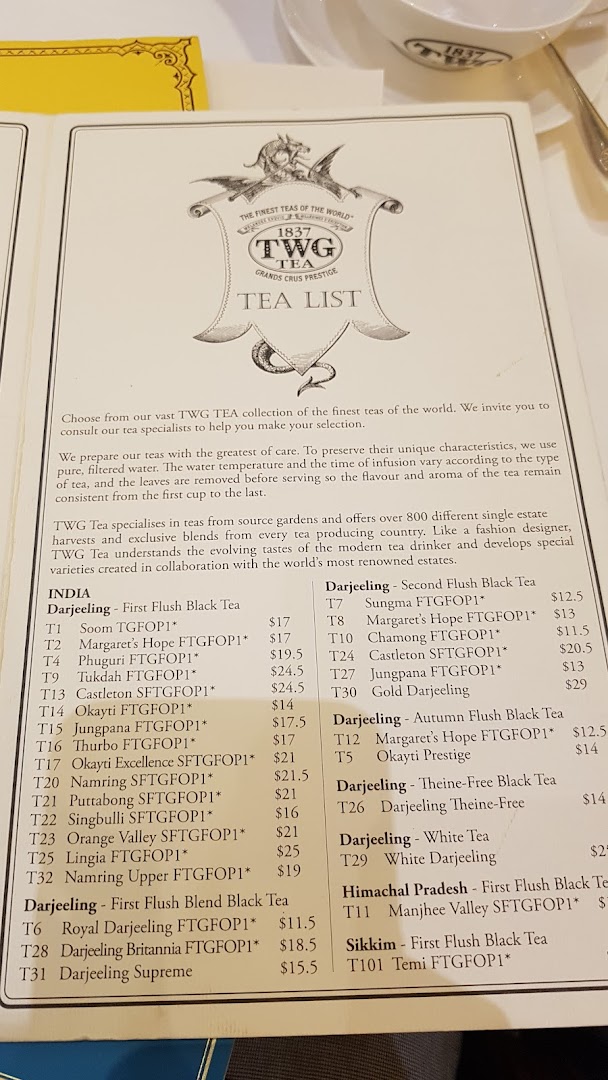 1837
TWG
THE FINEST TEAS OF THE WORLD
1837
TWG
TEA
GRANDS CRUS PRESTIGE
TEA LIST
Choose from our vast TWG TEA collection of the finest teas of the world. We invite you to
consult our tea specialists to help you make your selection.
We prepare our teas with the greatest of care. To preserve their unique characteristics, we use
pure, filtered water. The water temperature and the time of infusion vary according to the type
of tea, and the leaves are removed before serving so the flavour and aroma of the tea remain
consistent from the first cup to the last.
TWG Tea specialises in teas from source gardens and offers over 800 different single estate
harvests and exclusive blends from every tea producing country. Like a fashion designer,
TWG Tea understands the evolving tastes of the modern tea drinker and develops special
varieties created in collaboration with the world's most renowned estates.
INDIA
Darjeeling - First Flush Black Tea
T1 Soom TGFOP1* $17
T2 Margaret's Hope FTGFOP1* $17
T4 Phuguri FTGFOP1* $19.5
T9 Tukdah FTGFOP1* $24.5
T13 Castleton SFTGFOP1* $24.5
T14 Okayti FTGFOP1* $14
T15 Jungpana FTGFOP1* $17.5
T16 Thurbo FTGFOP1* $17
T17 Okayti Excellence SFTGFOP1* $21
T20 Namring SFTGFOP1* $21.5
T21 Puttabong SFTGFOP1* $21
T22 Singbulli SFTGFOP1* $16
T23 Orange Valley SFTGFOP1* $21
T25 Lingia FTGFOP1* $25
T32 Namring Upper FTGFOP1* $19
Darjeeling - First Flush Blend Black Tea
T6 Royal Darjeeling FTGFOP1* $11.5
T28 Darjeeling Britannia FTGFOP1* $18.5
T31 Darjeeling Supreme $15.5
Darjeeling - Second Flush Black Tea
T7 Sungma FTGFOP1* $12.5
T8 Margaret's Hope FTGFOP1* $13
T10 Chamong FTGFOP1* $11.5
T24 Castleton SFTGFOP1* $20.5
T27 Jungpana FTGFOP1* $13
T30 Gold Darjeeling $29
Darjeeling - Autumn Flush Black Tea
T12 Margaret's Hope FTGFOP1* $12.5
T5 Okayti Prestige $14
Darjeeling - Theine-Free Black Tea
T26 Darjeeling Theine-Free $14
Darjeeling - White Tea
T29 White Darjeeling
Himachal Pradesh - First Flush Black Te
T11 Manjhee Valley SFTGFOP1* $
Sikkim - First Flush Black Tea
T101 Temi FTGFOP1*